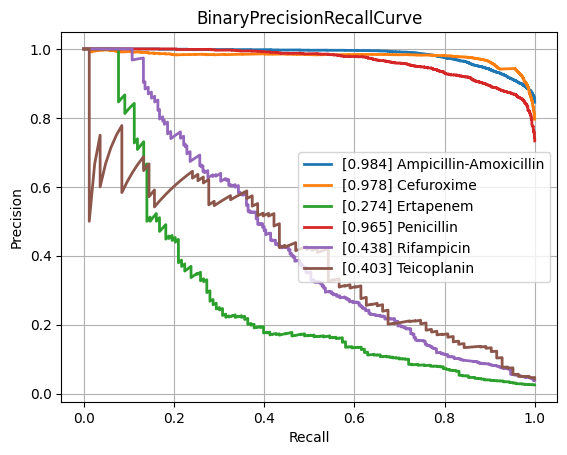 BinaryPrecisionRecallCurve
Precision
1.0
0.8
0.6
0.4
0.2
0.0
[0.984] Ampicillin-Amoxicillin
[0.978] Cefuroxime
[0.274] Ertapenem
[0.965] Penicillin
[0.438] Rifampicin
[0.403] Teicoplanin
0.0 0.2 0.4 0.6 0.8 1.0
Recall